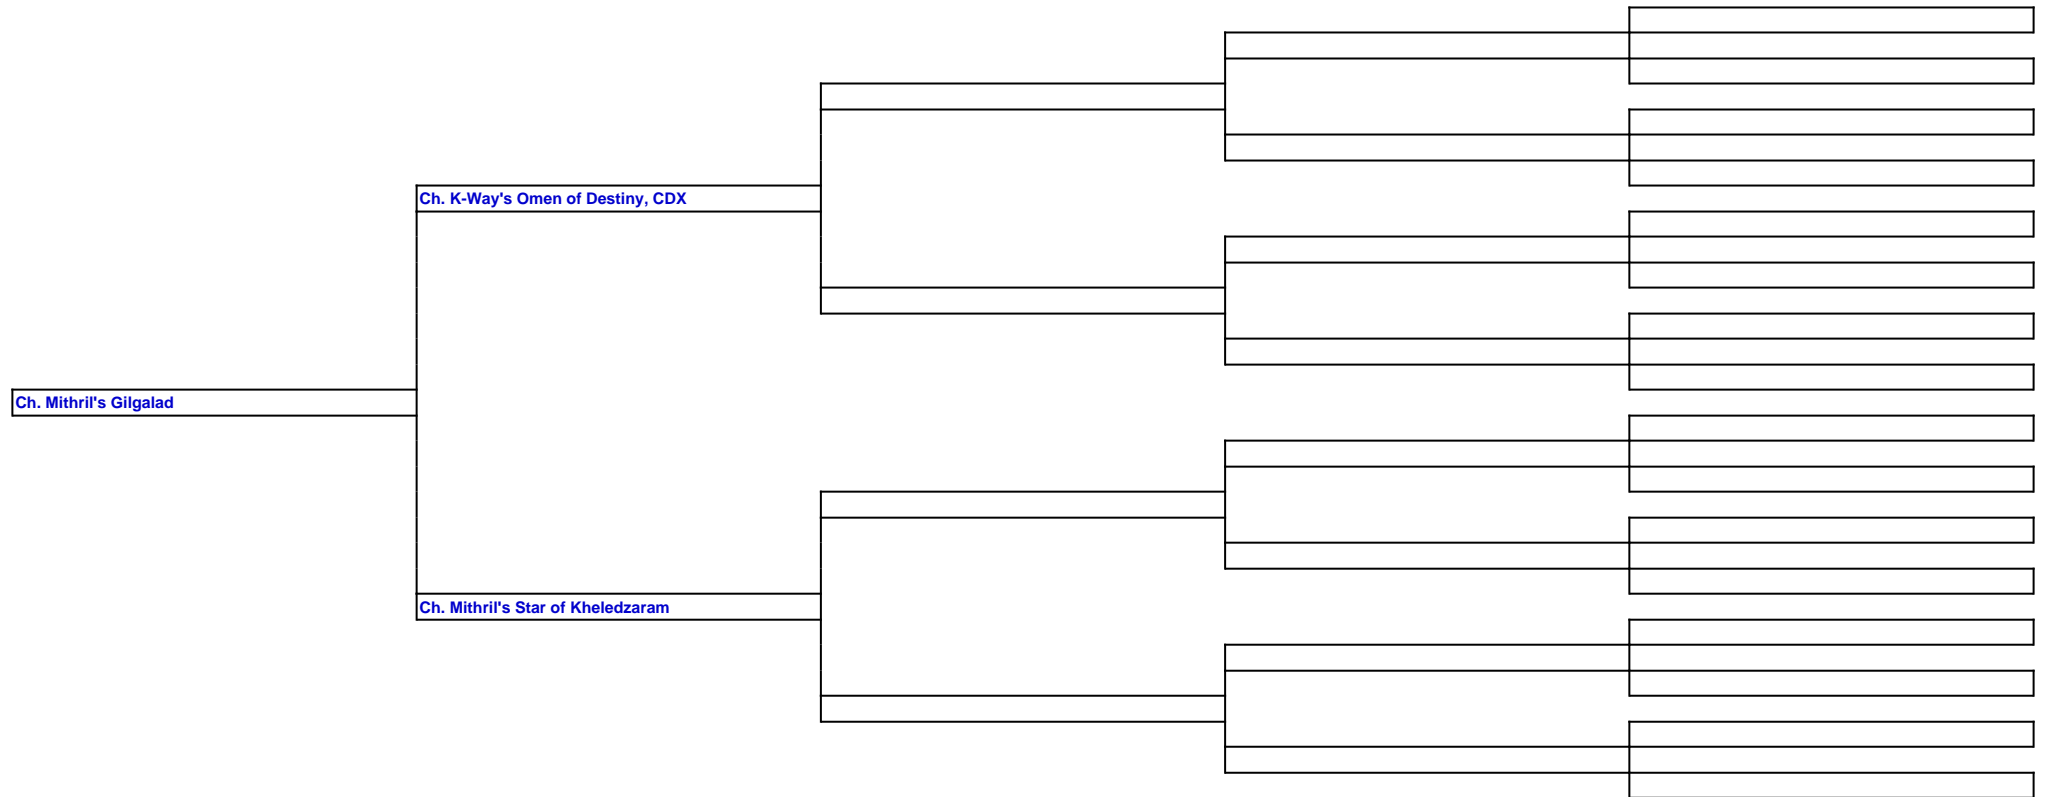 Ch. K-Way's Omen of Destiny, CDX
Ch. Mithril's Gilgalad
Ch. Mithril's Star of Kheledzaram